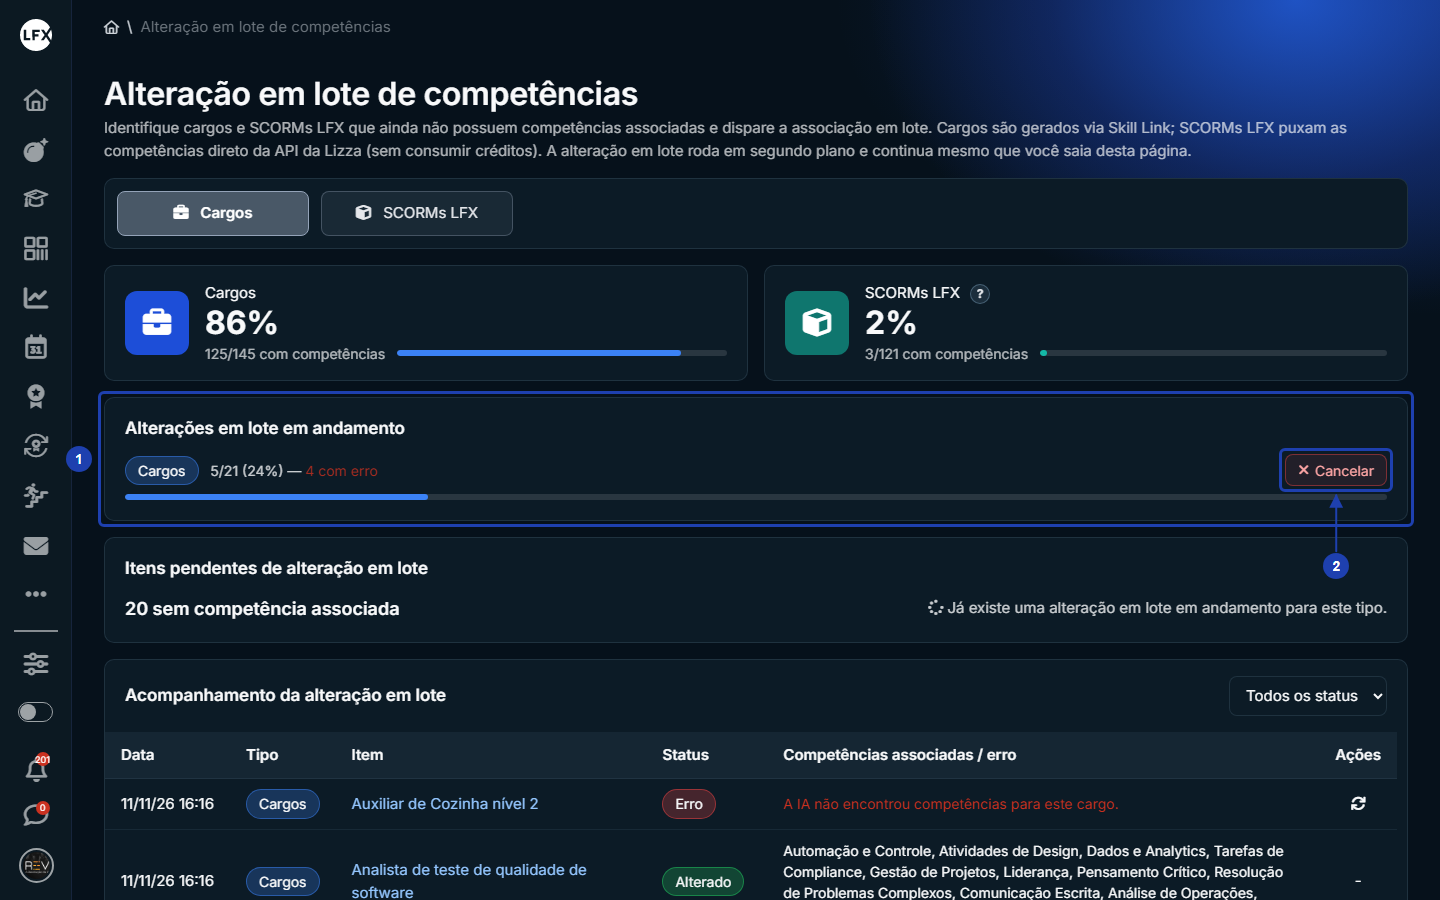 LFX
\ Alteração em lote de competências
Alteração em lote de competências
Identifique cargos e SCORMs LFX que ainda não possuem competências associadas e dispare a associação em lote. Cargos são gerados via Skill Link; SCORMs LFX puxam as
competências direto da API da Lizza (sem consumir créditos). A alteração em lote roda em segundo plano e continua mesmo que você saia desta página.
Cargos
SCORMs LFX
Cargos
86%
125/145 com competências
SCORMs LFX ?
2%
3/121 com competências
Alterações em lote em andamento
1
Cargos 5/21 (24%) — 4 com erro
Cancelar
2
Itens pendentes de alteração em lote
20 sem competência associada
Já existe uma alteração em lote em andamento para este tipo.
Acompanhamento da alteração em lote
Todos os status
Data Tipo Item Status Competências associadas / erro Ações
11/11/26 16:16 Cargos Auxiliar de Cozinha nível 2 Erro A IA não encontrou competências para este cargo.
11/11/26 16:16 Cargos Analista de teste de qualidade de
software
Alterado
Automação e Controle, Atividades de Design, Dados e Analytics, Tarefas de
Compliance, Gestão de Projetos, Liderança, Pensamento Crítico, Resolução
de Problemas Complexos, Comunicação Escrita, Análise de Operações,
-
31
201
0
REV